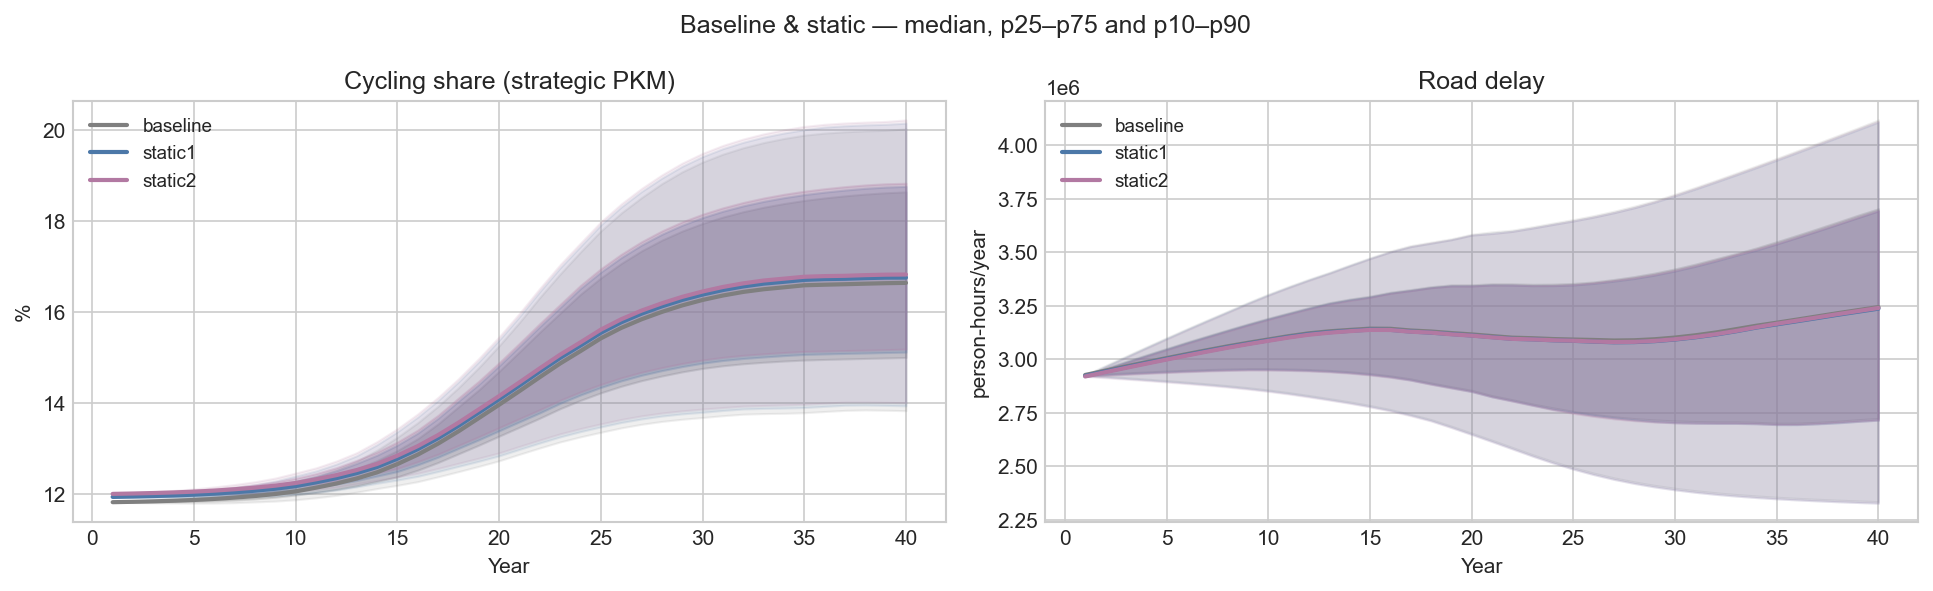 Baseline & static — median, p25–p75 and p10–p90
Cycling share (strategic PKM)
%
20
18
16
14
12
baseline
static1
static2
0 5 10 15 20 25 30 35 40
Year
Road delay
1e6
person-hours/year
4.00
3.75
3.50
3.25
3.00
2.75
2.50
2.25
baseline
static1
static2
0 5 10 15 20 25 30 35 40
Year